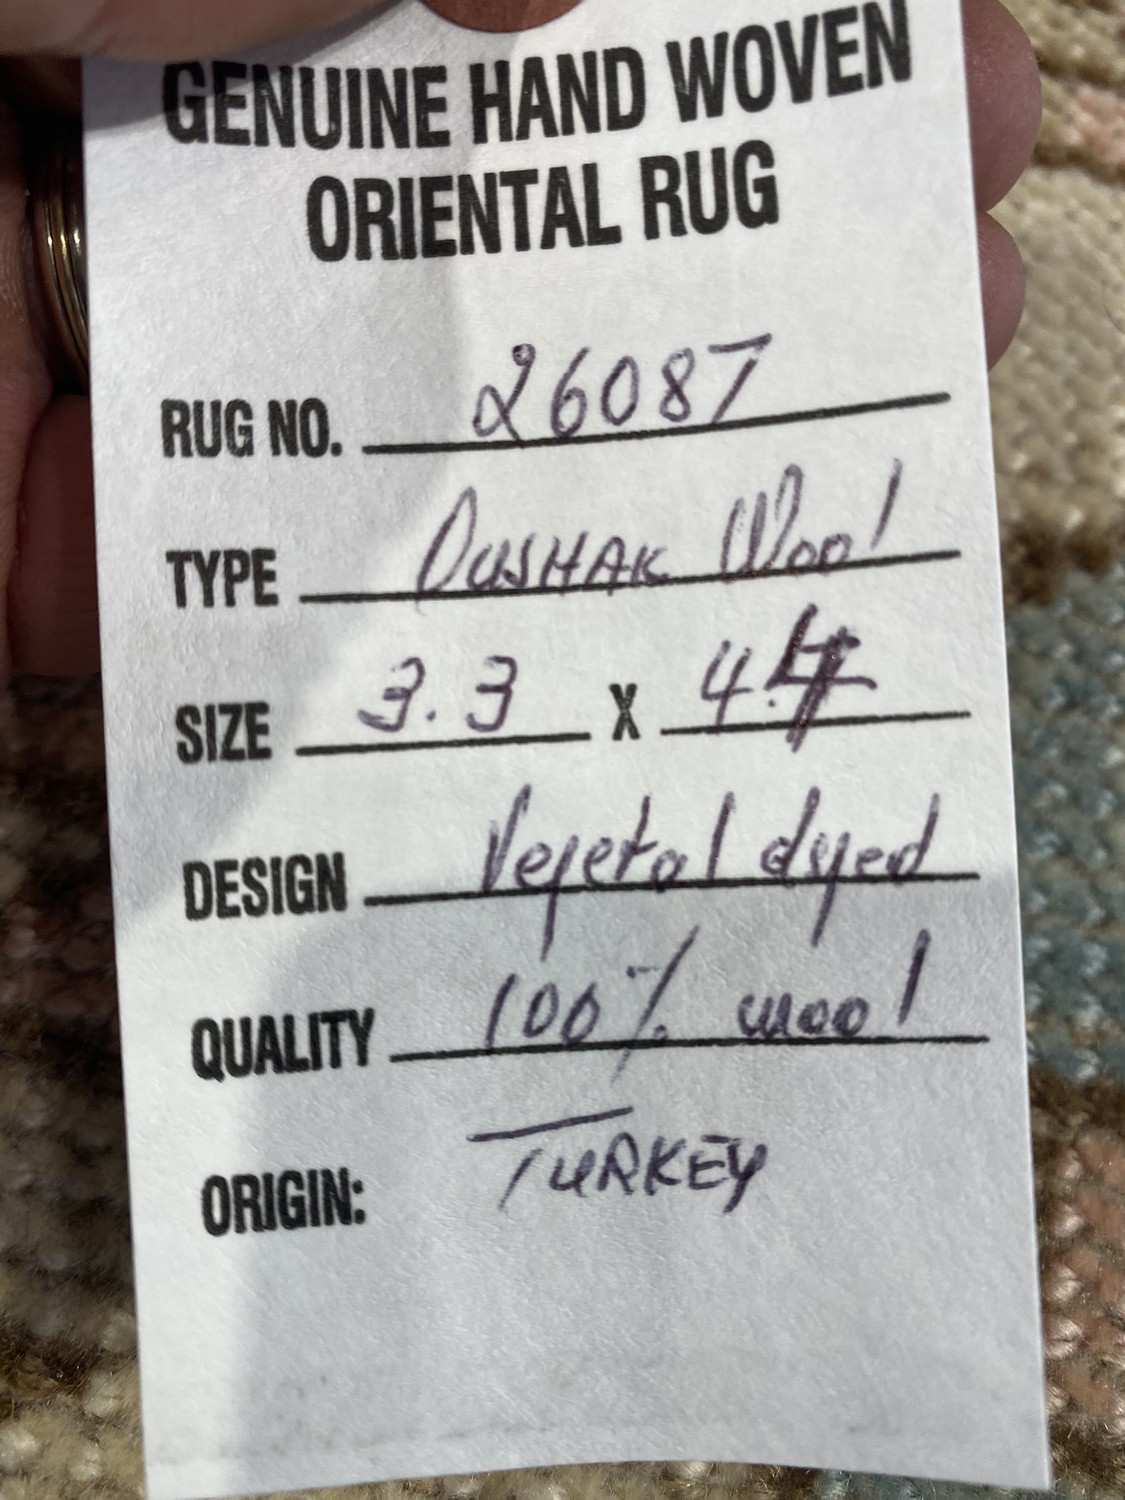 GENUINE HAND WOVEN
ORIENTAL RUG
RUG NO. 26087
TYPE OUSHAK Wool
SIZE 3.3 X 4.4
DESIGN Vegetal dyed
QUALITY 100% wool
ORIGIN: TURKEY